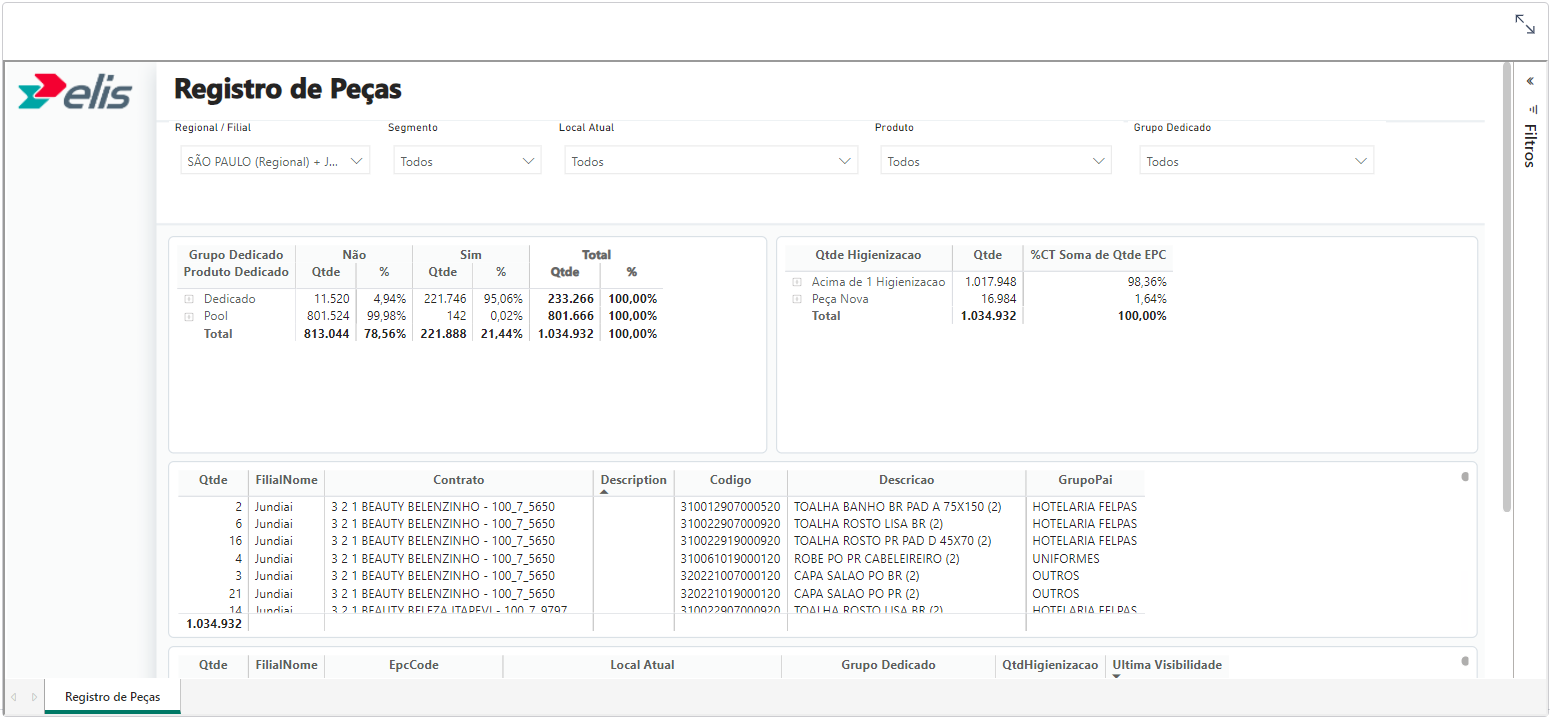 elis
Registro de Peças
Regional / Filial Segmento Local Atual Produto Grupo Dedicado
SÃO PAULO (Regional) + J... Todos Todos Todos Todos
Filtros
Grupo Dedicado Não Sim Total
Produto Dedicado Qtde % Qtde % Qtde %
Dedicado 11.520 4,94% 221.746 95,06% 233.266 100,00%
Pool 801.524 99,98% 142 0,02% 801.666 100,00%
Total 813.044 78,56% 221.888 21,44% 1.034.932 100,00%
Qtde Higienizacao Qtde %CT Soma de Qtde EPC
Acima de 1 Higienizacao 1.017.948 98,36%
Peça Nova 16.984 1,64%
Total 1.034.932 100,00%
Qtde FilialNome Contrato Description Codigo Descricao GrupoPai
2 Jundiai 3 2 1 BEAUTY BELENZINHO - 100_7_5650 310012907000520 TOALHA BANHO BR PAD A 75X150 (2) HOTELARIA FELPAS
6 Jundiai 3 2 1 BEAUTY BELENZINHO - 100_7_5650 310022907000920 TOALHA ROSTO LISA BR (2) HOTELARIA FELPAS
16 Jundiai 3 2 1 BEAUTY BELENZINHO - 100_7_5650 310022919000920 TOALHA ROSTO PR PAD D 45X70 (2) HOTELARIA FELPAS
4 Jundiai 3 2 1 BEAUTY BELENZINHO - 100_7_5650 310061019000120 ROBE PO PR CABELEIREIRO (2) UNIFORMES
3 Jundiai 3 2 1 BEAUTY BELENZINHO - 100_7_5650 320221007000120 CAPA SALAO PO BR (2) OUTROS
21 Jundiai 3 2 1 BEAUTY BELENZINHO - 100_7_5650 320221019000120 CAPA SALAO PO PR (2) OUTROS
14 Jundiai 3 2 1 BEAUTY BELEZA ITAPEVI - 100_7_9797 310022907000920 TOALHA ROSTO LISA BR (2) HOTELARIA FELPAS
1.034.932
Qtde FilialNome EpcCode Local Atual Grupo Dedicado QtdHigienizacao Ultima Visibilidade
Registro de Peças